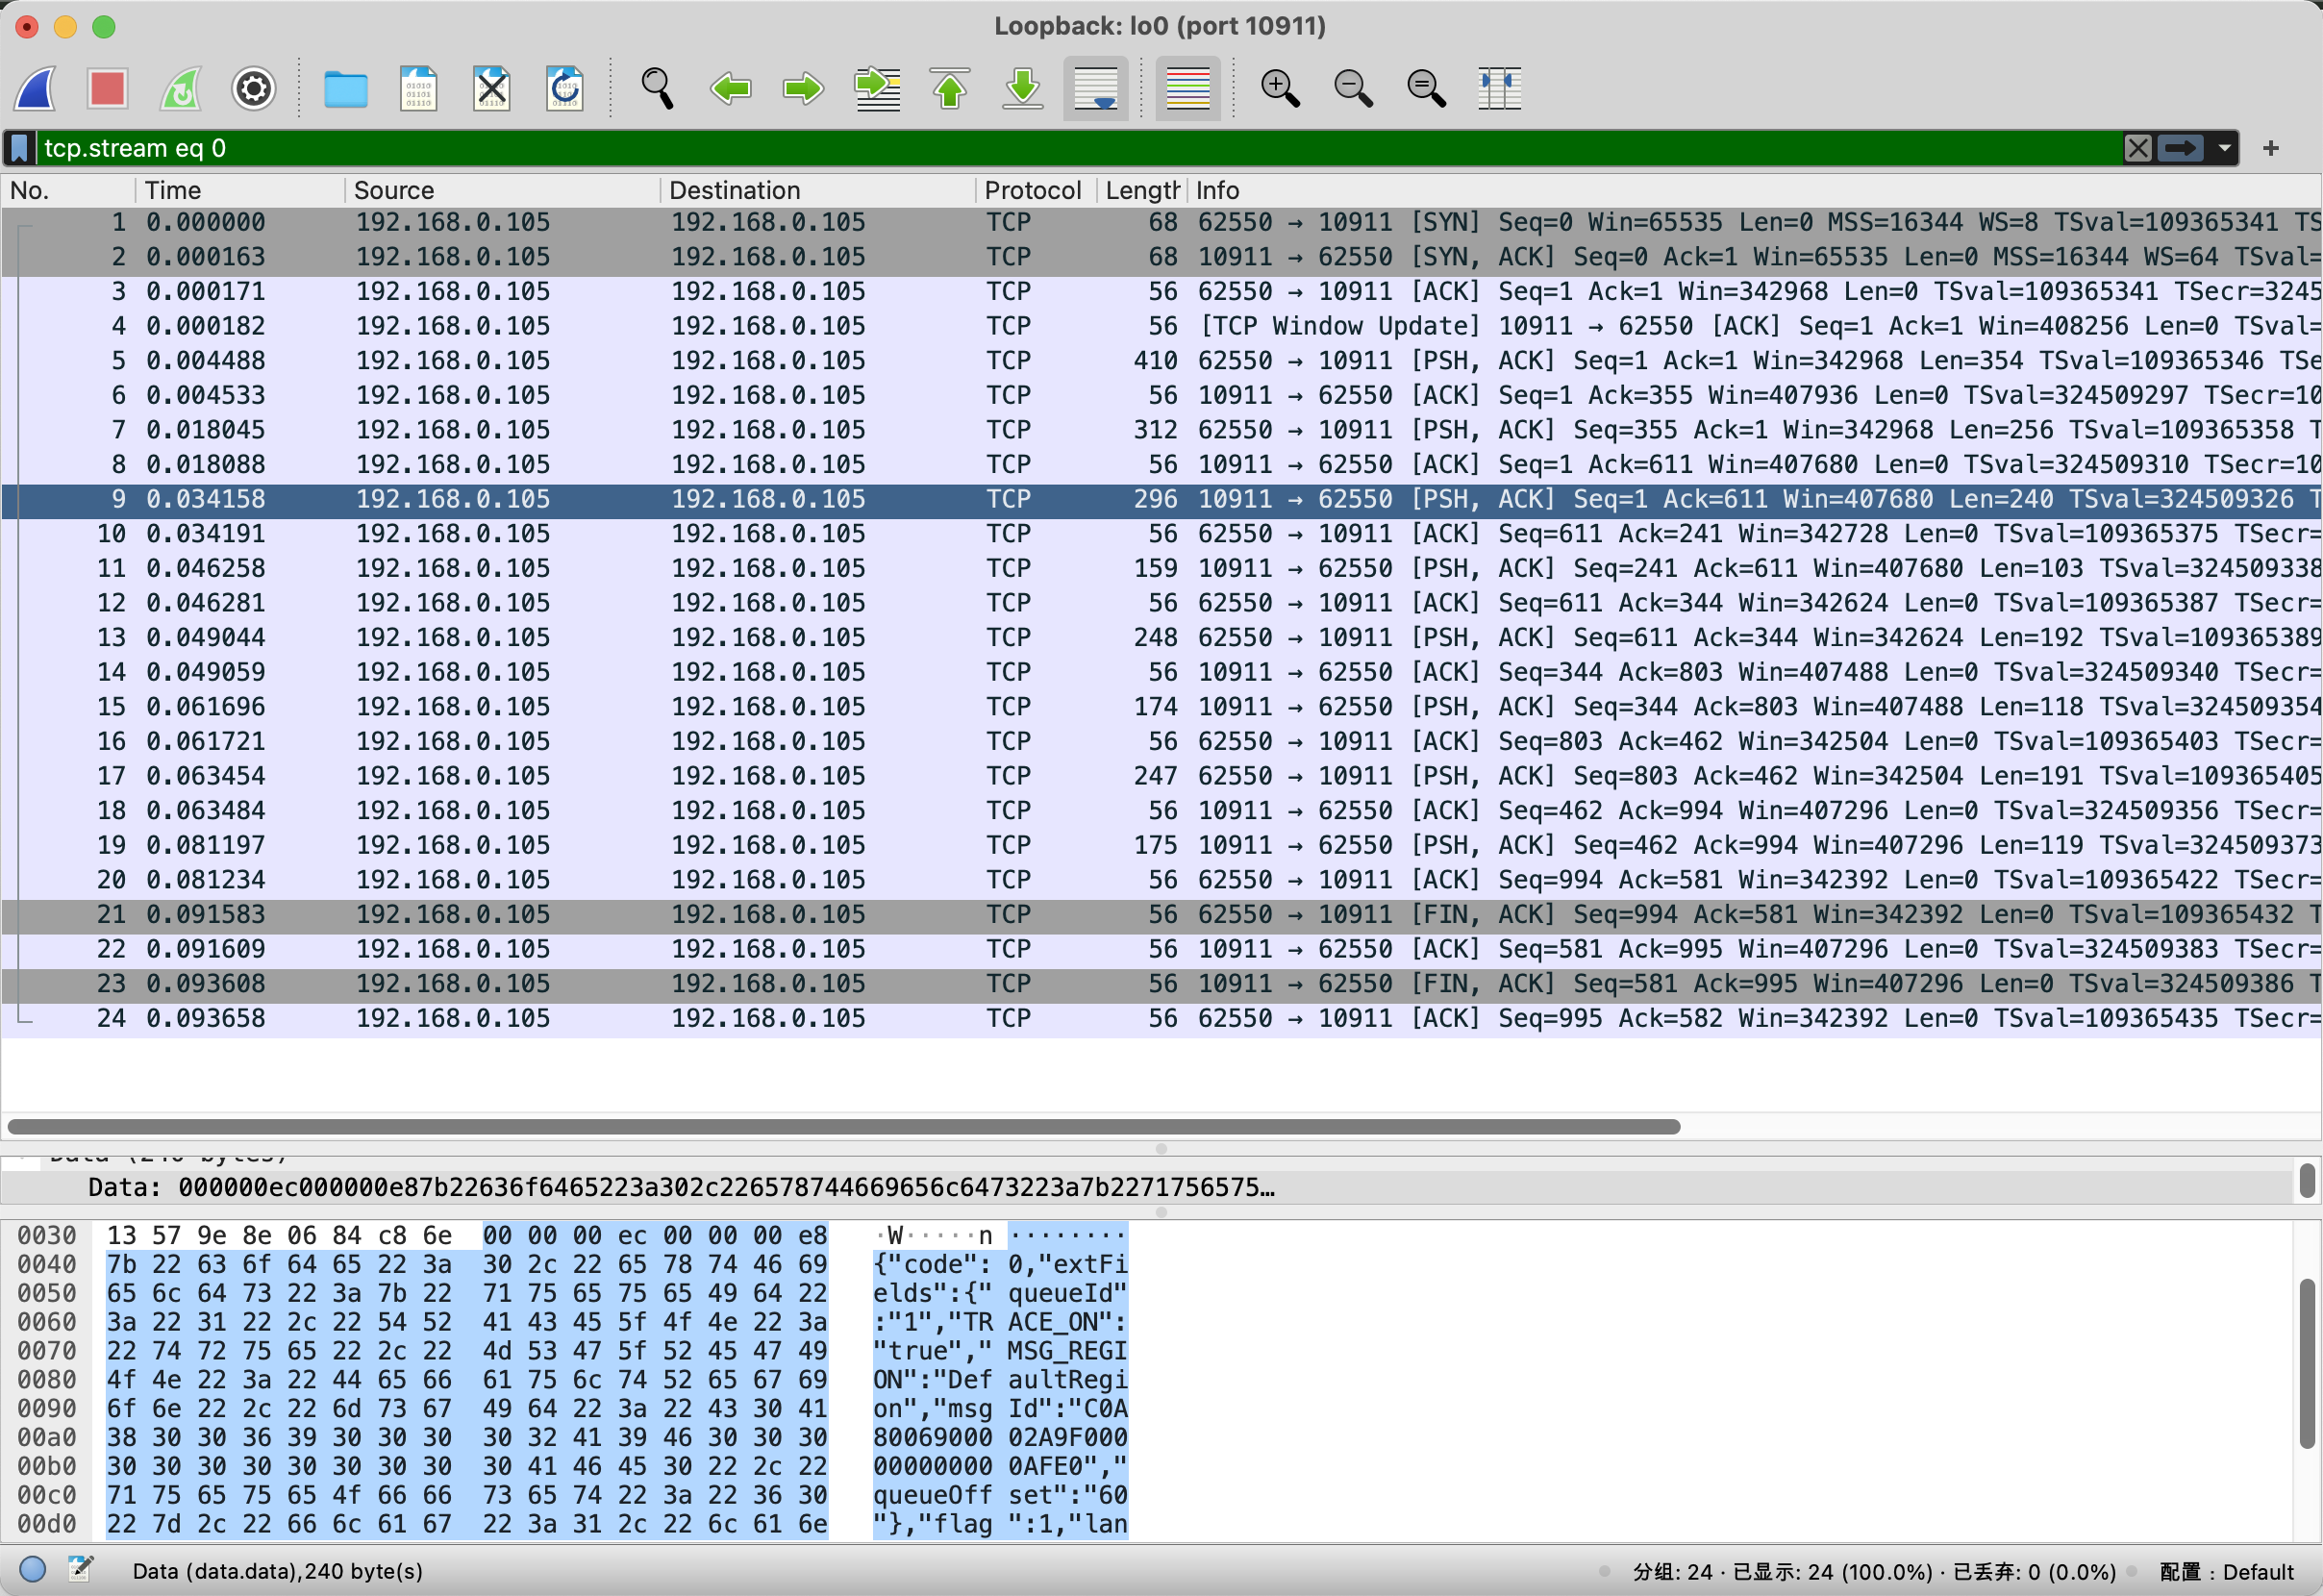 Loopback: lo0 (port 10911)
tcp.stream eq 0
No. Time Source Destination Protocol Length Info
1 0.000000 192.168.0.105 192.168.0.105 TCP 68 62550 → 10911 [SYN] Seq=0 Win=65535 Len=0 MSS=16344 WS=8 TSval=109365341 TS
2 0.000163 192.168.0.105 192.168.0.105 TCP 68 10911 → 62550 [SYN, ACK] Seq=0 Ack=1 Win=65535 Len=0 MSS=16344 WS=64 TSval=
3 0.000171 192.168.0.105 192.168.0.105 TCP 56 62550 → 10911 [ACK] Seq=1 Ack=1 Win=342968 Len=0 TSval=109365341 TSecr=3245
4 0.000182 192.168.0.105 192.168.0.105 TCP 56 [TCP Window Update] 10911 → 62550 [ACK] Seq=1 Ack=1 Win=408256 Len=0 TSval=
5 0.004488 192.168.0.105 192.168.0.105 TCP 410 62550 → 10911 [PSH, ACK] Seq=1 Ack=1 Win=342968 Len=354 TSval=109365346 TSe
6 0.004533 192.168.0.105 192.168.0.105 TCP 56 10911 → 62550 [ACK] Seq=1 Ack=355 Win=407936 Len=0 TSval=324509297 TSecr=10
7 0.018045 192.168.0.105 192.168.0.105 TCP 312 62550 → 10911 [PSH, ACK] Seq=355 Ack=1 Win=342968 Len=256 TSval=109365358 T
8 0.018088 192.168.0.105 192.168.0.105 TCP 56 10911 → 62550 [ACK] Seq=1 Ack=611 Win=407680 Len=0 TSval=324509310 TSecr=10
9 0.034158 192.168.0.105 192.168.0.105 TCP 296 10911 → 62550 [PSH, ACK] Seq=1 Ack=611 Win=407680 Len=240 TSval=324509326 T
10 0.034191 192.168.0.105 192.168.0.105 TCP 56 62550 → 10911 [ACK] Seq=611 Ack=241 Win=342728 Len=0 TSval=109365375 TSecr=
11 0.046258 192.168.0.105 192.168.0.105 TCP 159 10911 → 62550 [PSH, ACK] Seq=241 Ack=611 Win=407680 Len=103 TSval=324509338
12 0.046281 192.168.0.105 192.168.0.105 TCP 56 62550 → 10911 [ACK] Seq=611 Ack=344 Win=342624 Len=0 TSval=109365387 TSecr=
13 0.049044 192.168.0.105 192.168.0.105 TCP 248 62550 → 10911 [PSH, ACK] Seq=611 Ack=344 Win=342624 Len=192 TSval=109365389
14 0.049059 192.168.0.105 192.168.0.105 TCP 56 10911 → 62550 [ACK] Seq=344 Ack=803 Win=407488 Len=0 TSval=324509340 TSecr=
15 0.061696 192.168.0.105 192.168.0.105 TCP 174 10911 → 62550 [PSH, ACK] Seq=344 Ack=803 Win=407488 Len=118 TSval=324509354
16 0.061721 192.168.0.105 192.168.0.105 TCP 56 62550 → 10911 [ACK] Seq=803 Ack=462 Win=342504 Len=0 TSval=109365403 TSecr=
17 0.063454 192.168.0.105 192.168.0.105 TCP 247 62550 → 10911 [PSH, ACK] Seq=803 Ack=462 Win=342504 Len=191 TSval=109365405
18 0.063484 192.168.0.105 192.168.0.105 TCP 56 10911 → 62550 [ACK] Seq=462 Ack=994 Win=407296 Len=0 TSval=324509356 TSecr=
19 0.081197 192.168.0.105 192.168.0.105 TCP 175 10911 → 62550 [PSH, ACK] Seq=462 Ack=994 Win=407296 Len=119 TSval=324509373
20 0.081234 192.168.0.105 192.168.0.105 TCP 56 62550 → 10911 [ACK] Seq=994 Ack=581 Win=342392 Len=0 TSval=109365422 TSecr=
21 0.091583 192.168.0.105 192.168.0.105 TCP 56 62550 → 10911 [FIN, ACK] Seq=994 Ack=581 Win=342392 Len=0 TSval=109365432 T
22 0.091609 192.168.0.105 192.168.0.105 TCP 56 10911 → 62550 [ACK] Seq=581 Ack=995 Win=407296 Len=0 TSval=324509383 TSecr=
23 0.093608 192.168.0.105 192.168.0.105 TCP 56 10911 → 62550 [FIN, ACK] Seq=581 Ack=995 Win=407296 Len=0 TSval=324509386 T
24 0.093658 192.168.0.105 192.168.0.105 TCP 56 62550 → 10911 [ACK] Seq=995 Ack=582 Win=342392 Len=0 TSval=109365435 TSecr=
Data (240 bytes)
Data: 000000ec000000e87b22636f6465223a302c226578744669656c6473223a7b2271756575…
0030 13 57 9e 8e 06 84 c8 6e 00 00 00 ec 00 00 00 e8 ·W·····n ········
0040 7b 22 63 6f 64 65 22 3a 30 2c 22 65 78 74 46 69 {"code": 0,"extFi
0050 65 6c 64 73 22 3a 7b 22 71 75 65 75 65 49 64 22 elds":{" queueId"
0060 3a 22 31 22 2c 22 54 52 41 43 45 5f 4f 4e 22 3a :"1","TR ACE_ON":
0070 22 74 72 75 65 22 2c 22 4d 53 47 5f 52 45 47 49 "true"," MSG_REGI
0080 4f 4e 22 3a 22 44 65 66 61 75 6c 74 52 65 67 69 ON":"Def aultRegi
0090 6f 6e 22 2c 22 6d 73 67 49 64 22 3a 22 43 30 41 on","msg Id":"C0A
00a0 38 30 30 36 39 30 30 30 30 32 41 39 46 30 30 30 80069000 02A9F000
00b0 30 30 30 30 30 30 30 30 30 41 46 45 30 22 2c 22 00000000 0AFE0","
00c0 71 75 65 75 65 4f 66 66 73 65 74 22 3a 22 36 30 queueOff set":"60
00d0 22 7d 2c 22 66 6c 61 67 22 3a 31 2c 22 6c 61 6e "},"flag ":1,"lan
Data (data.data),240 byte(s) 分组: 24 · 已显示: 24 (100.0%) · 已丢弃: 0 (0.0%) 配置：Default